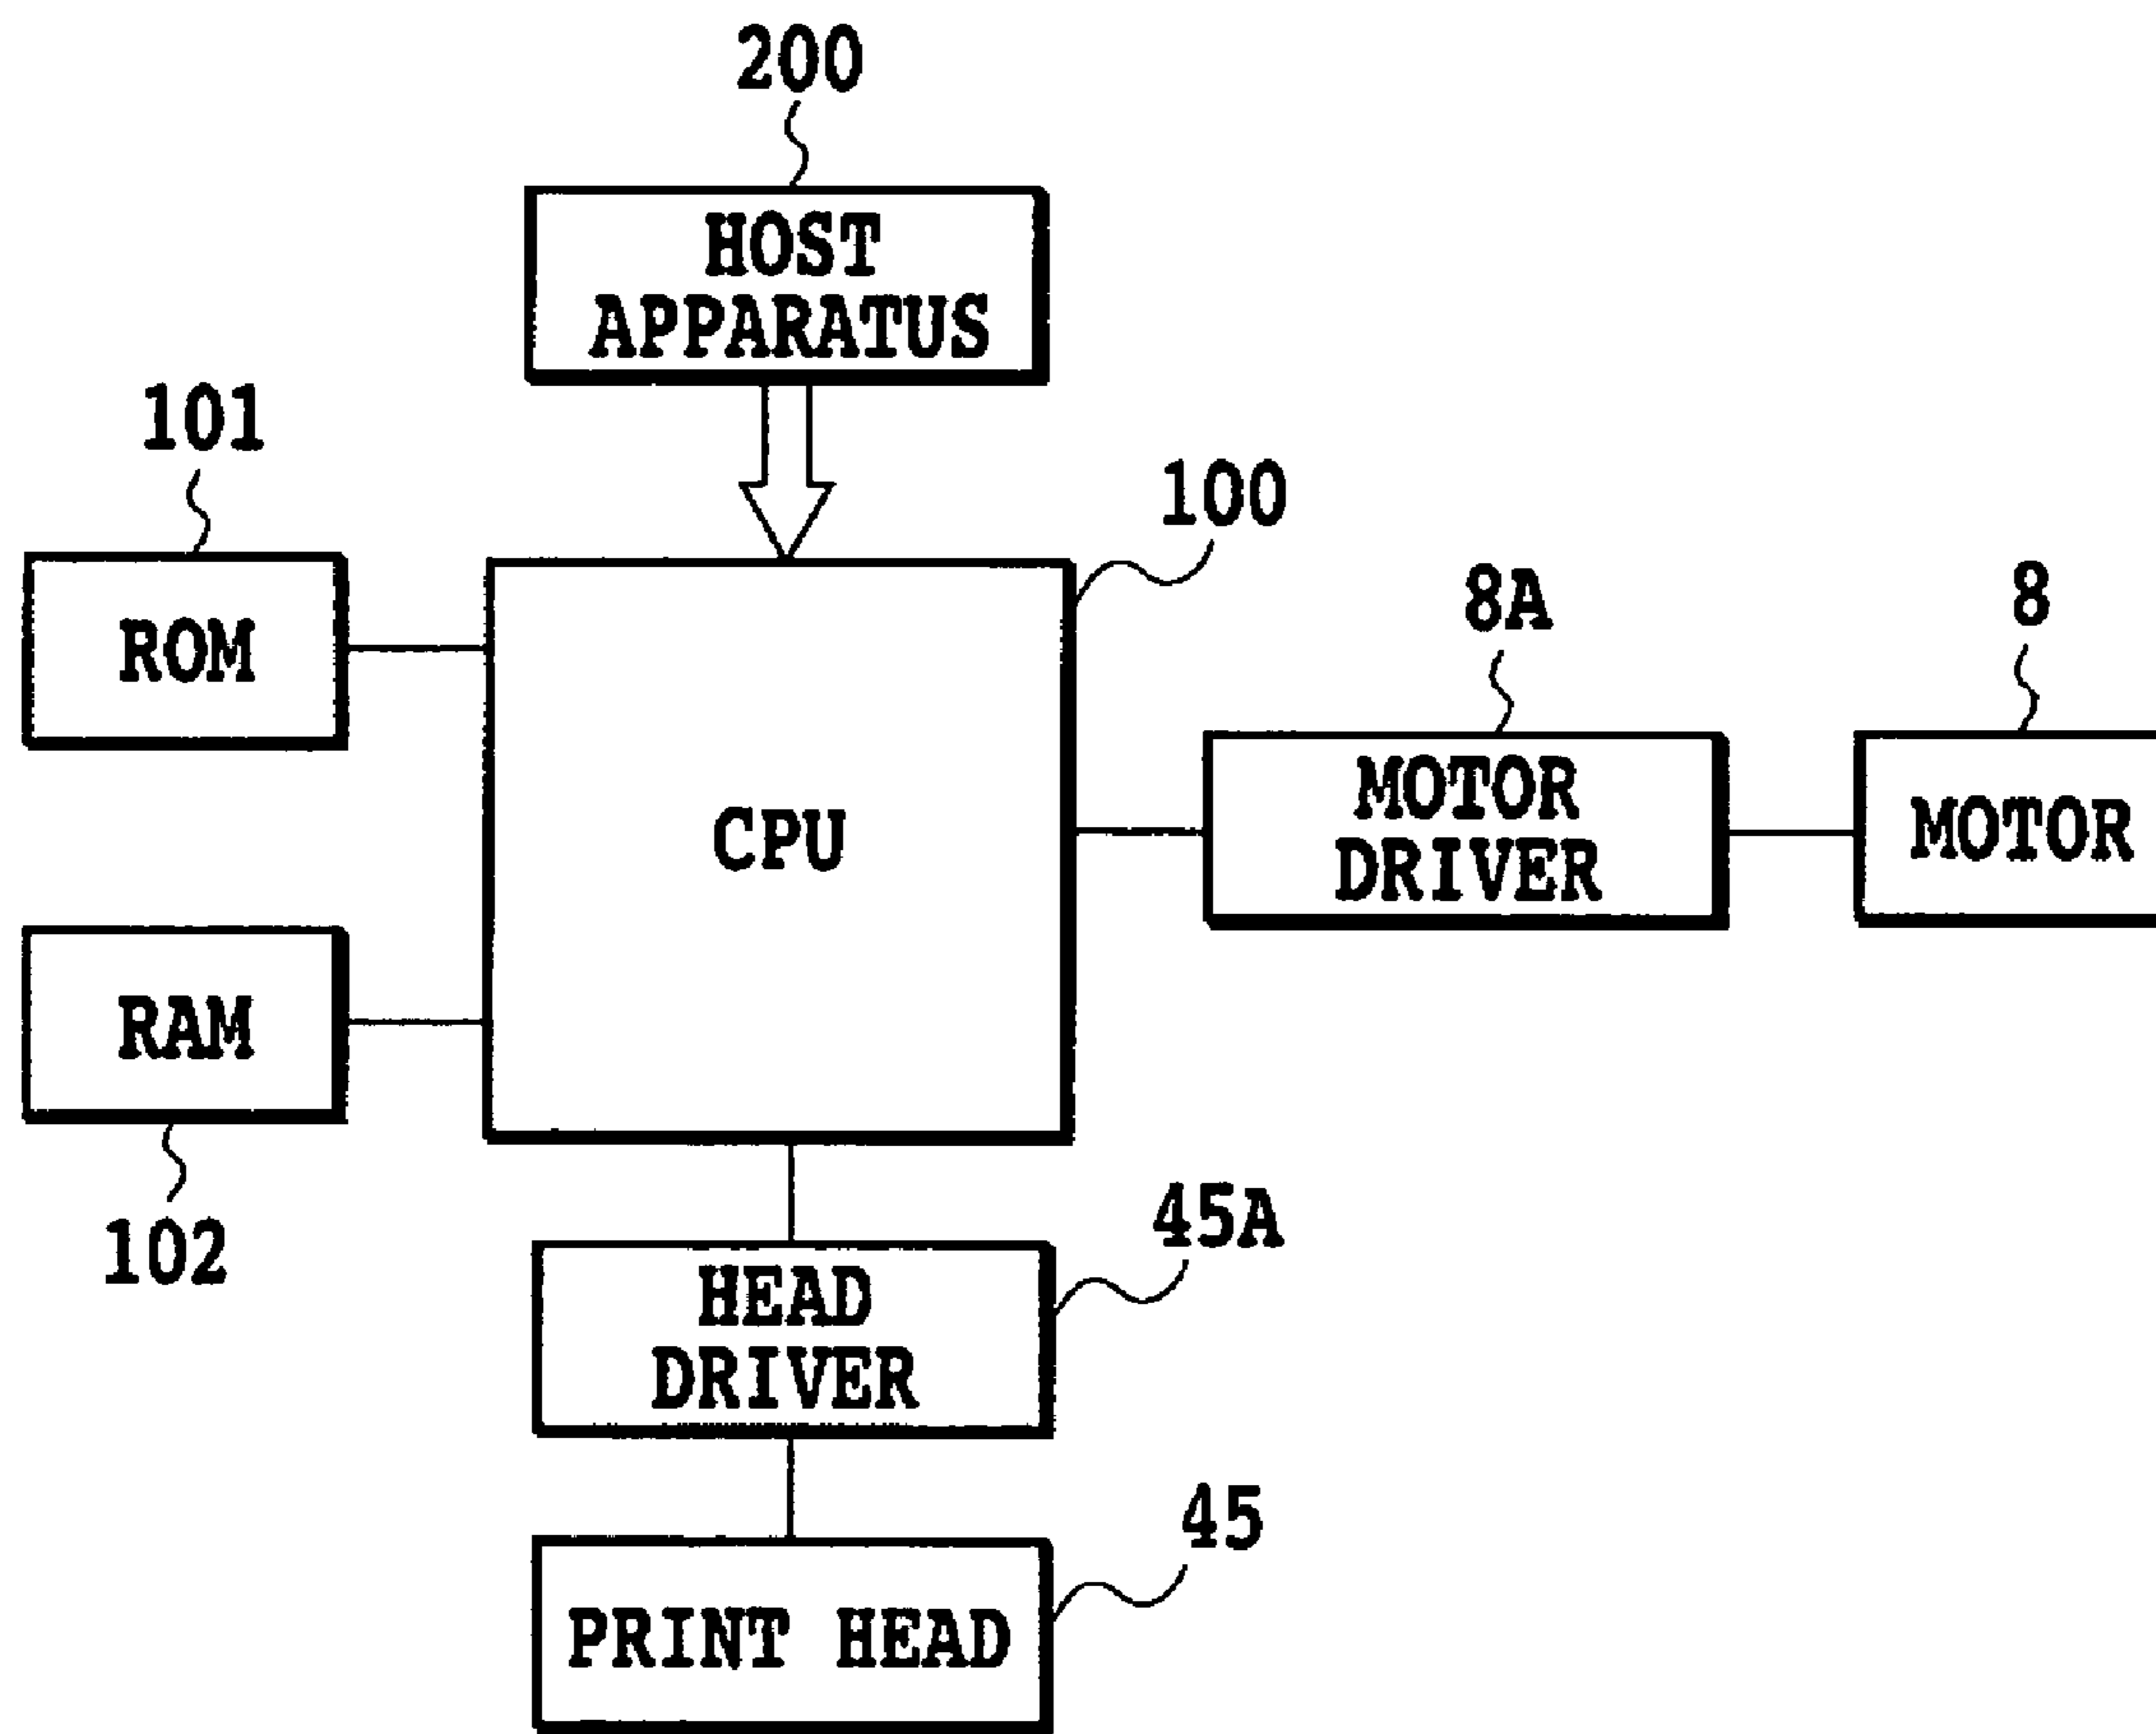 200
HOST
APPARATUS
101
100
8A
8
ROM
MOTOR
DRIVER
MOTOR
CPU
RAM
102
45A
HEAD
DRIVER
45
PRINT HEAD